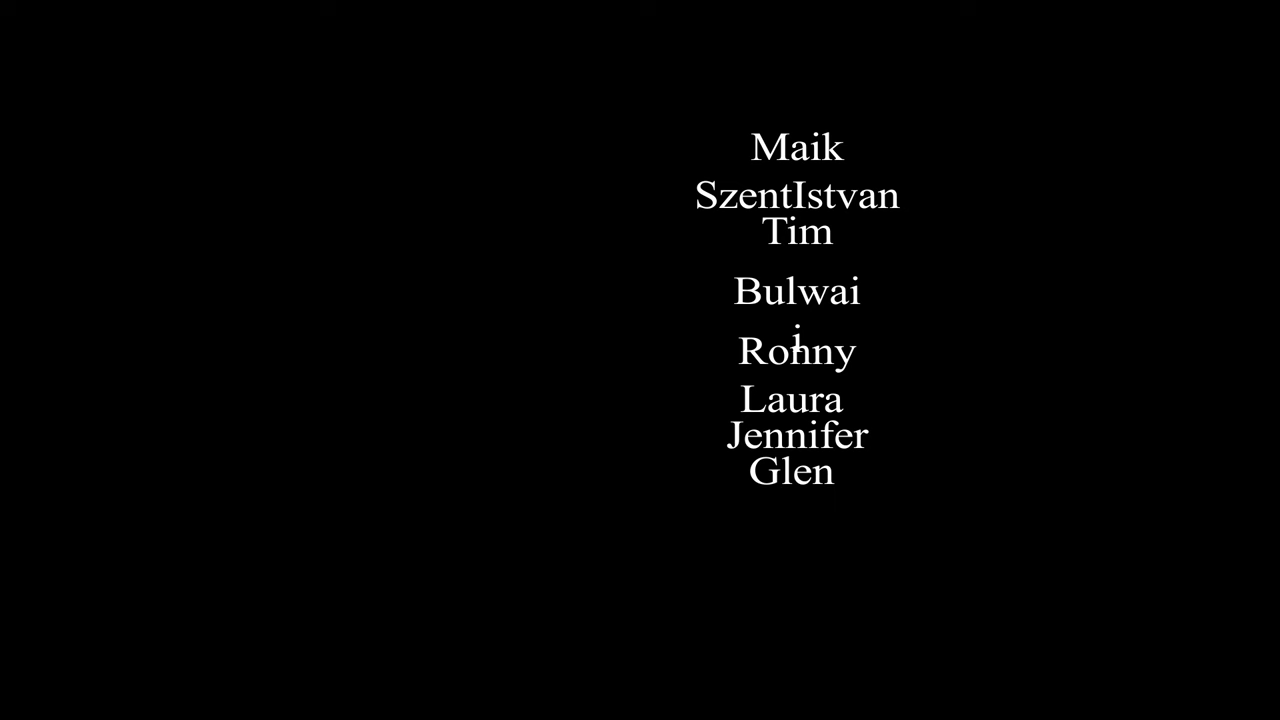 Maik
SzentIstvan
Tim
Bulwai
i
Ronny
Laura
Jennifer
Glen